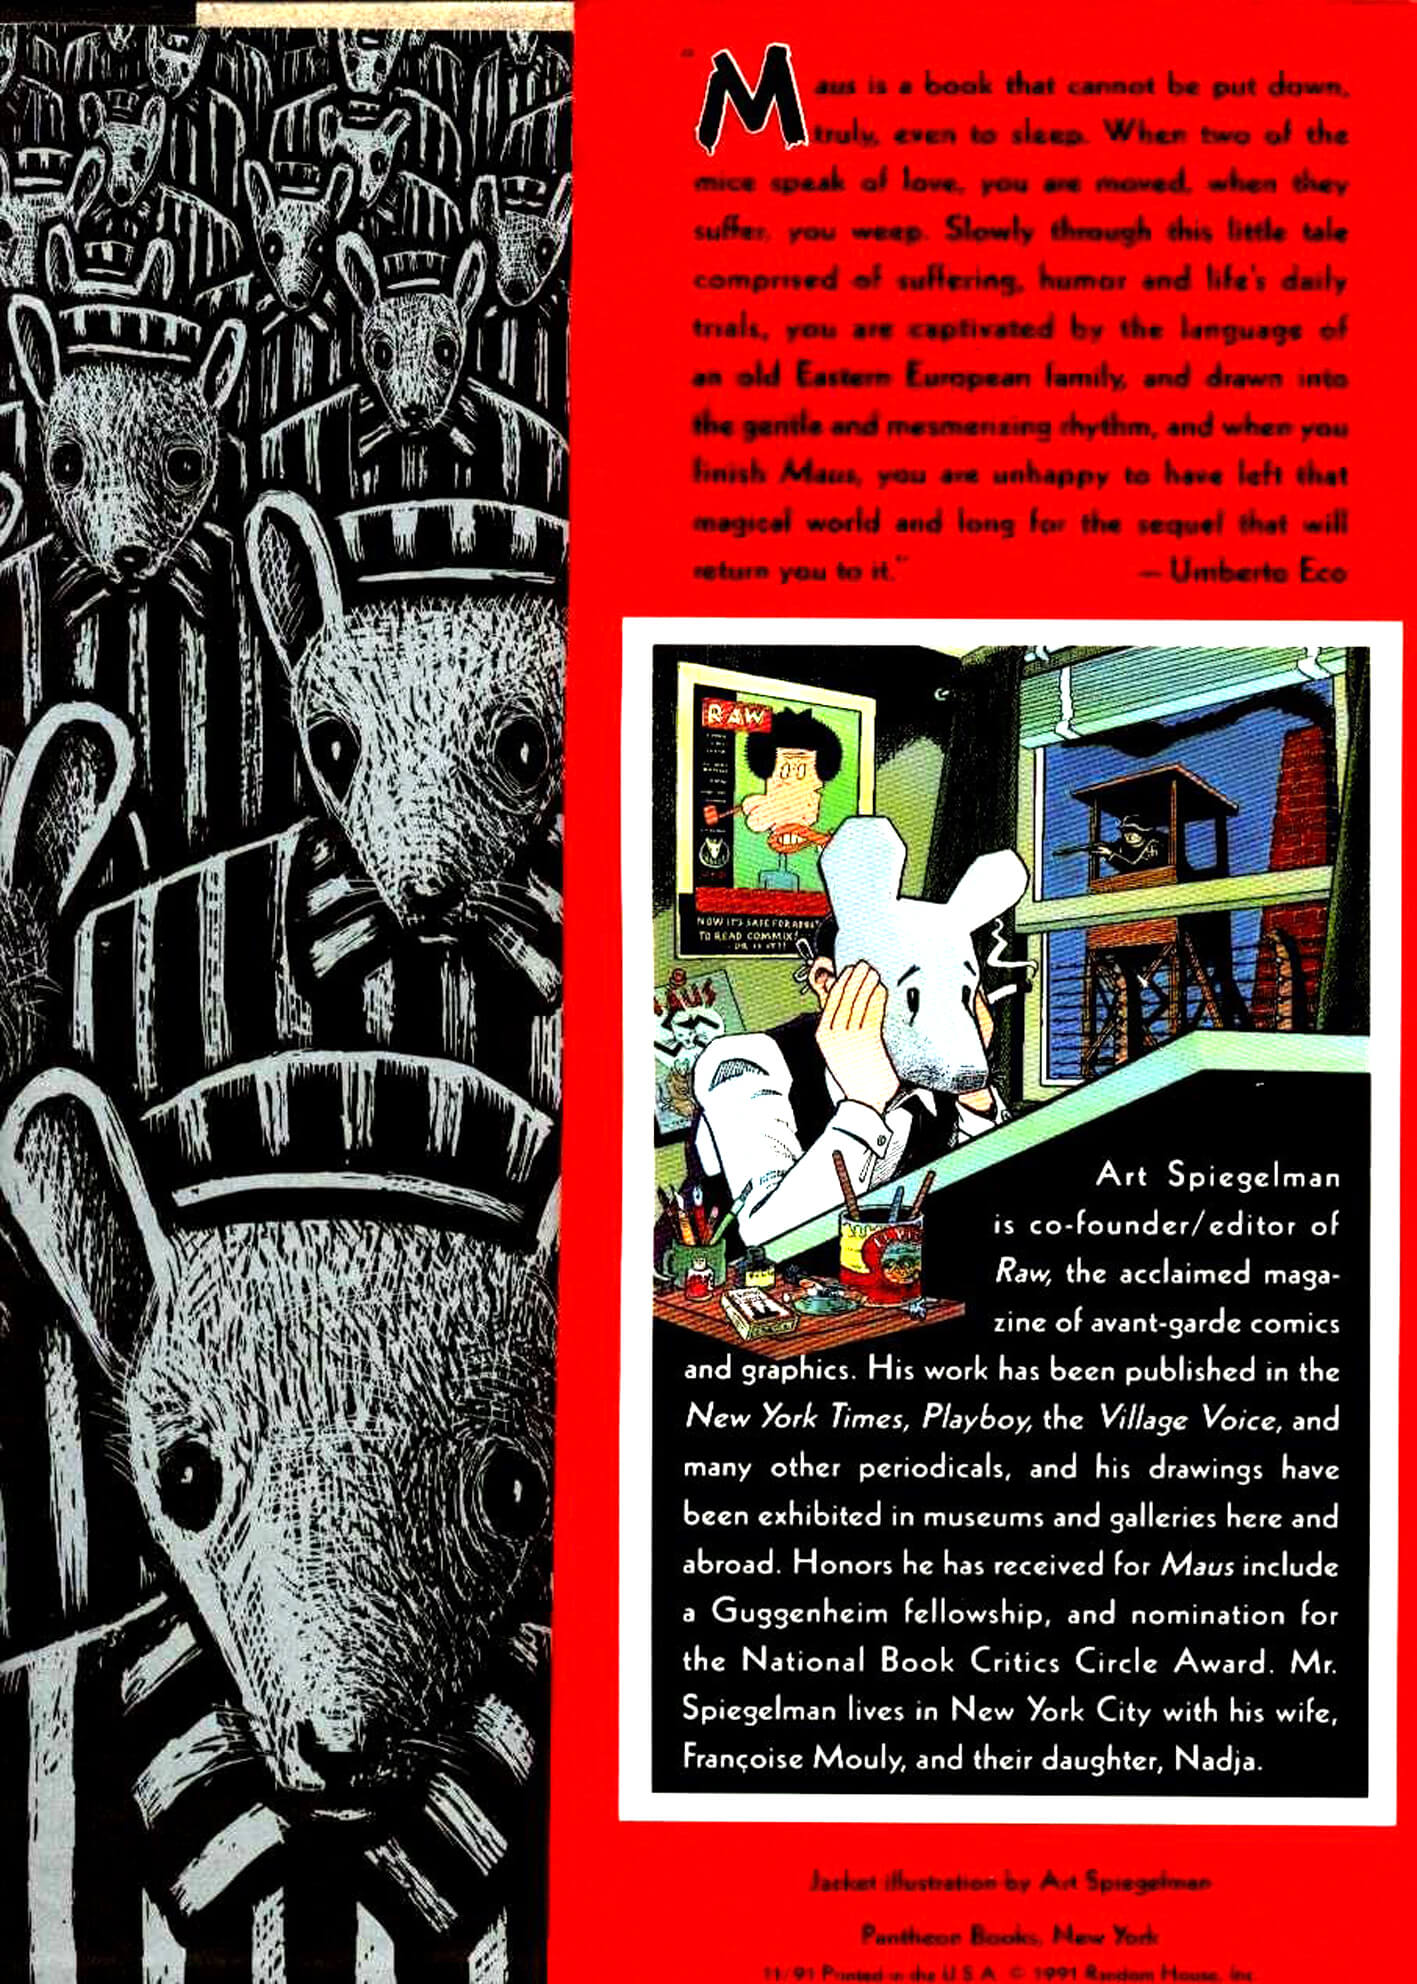 "Maus is a book that cannot be put down,
truly, even to sleep. When two of the
mice speak of love, you are moved, when they
suffer, you weep. Slowly through this little tale
comprised of suffering, humor and life's daily
trials, you are captivated by the language of
an old Eastern European family, and drawn into
the gentle and mesmerizing rhythm, and when you
finish Maus, you are unhappy to have left that
magical world and long for the sequel that will
return you to it."
— Umberto Eco
RAW
NOW IT'S SAFE FOR
TO READ COMMIX!
OR IS IT?!
Art Spiegelman
is co-founder/editor of
Raw, the acclaimed maga-
zine of avant-garde comics
and graphics. His work has been published in the
New York Times, Playboy, the Village Voice, and
many other periodicals, and his drawings have
been exhibited in museums and galleries here and
abroad. Honors he has received for Maus include
a Guggenheim fellowship, and nomination for
the National Book Critics Circle Award. Mr.
Spiegelman lives in New York City with his wife,
Françoise Mouly, and their daughter, Nadja.
Jacket illustration by Art Spiegelman
Pantheon Books, New York
11/91 Printed in the U.S.A. © 1991 Random House, Inc.